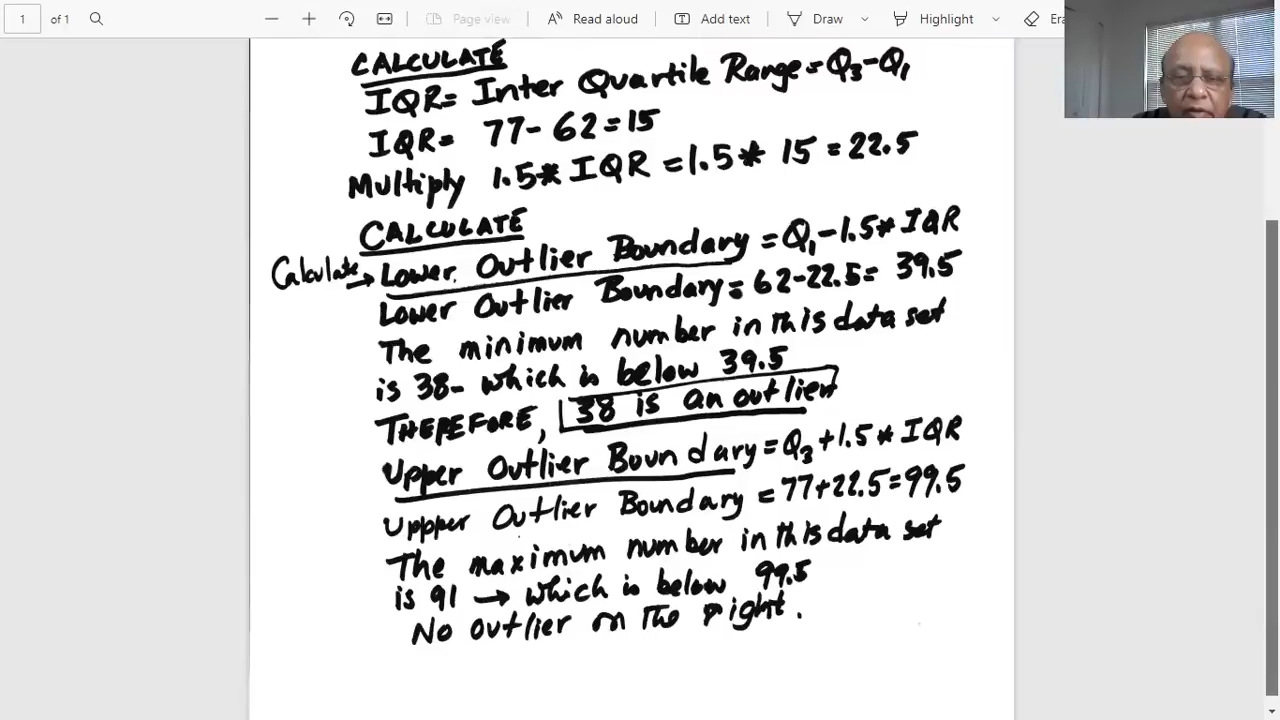 1 of 1 Page view Read aloud Add text Draw Highlight Era
CALCULATE
IQR= Inter Quartile Range=Q3-Q1
IQR= 77-62=15
Multiply 1.5* IQR =1.5* 15=22.5
CALCULATE
Calculate→Lower Outlier Boundary =Q1-1.5*IQR
Lower Outlier Boundary= 62-22.5= 39.5
The minimum number in this data set
is 38- which is below 39.5
THEREFORE, 38 is an outlier
Upper Outlier Boundary=Q3+1.5*IQR
Uppper Outlier Boundary =77+22.5=99.5
The maximum number in this data set
is 91 → which is below 99.5
No outlier on the right.